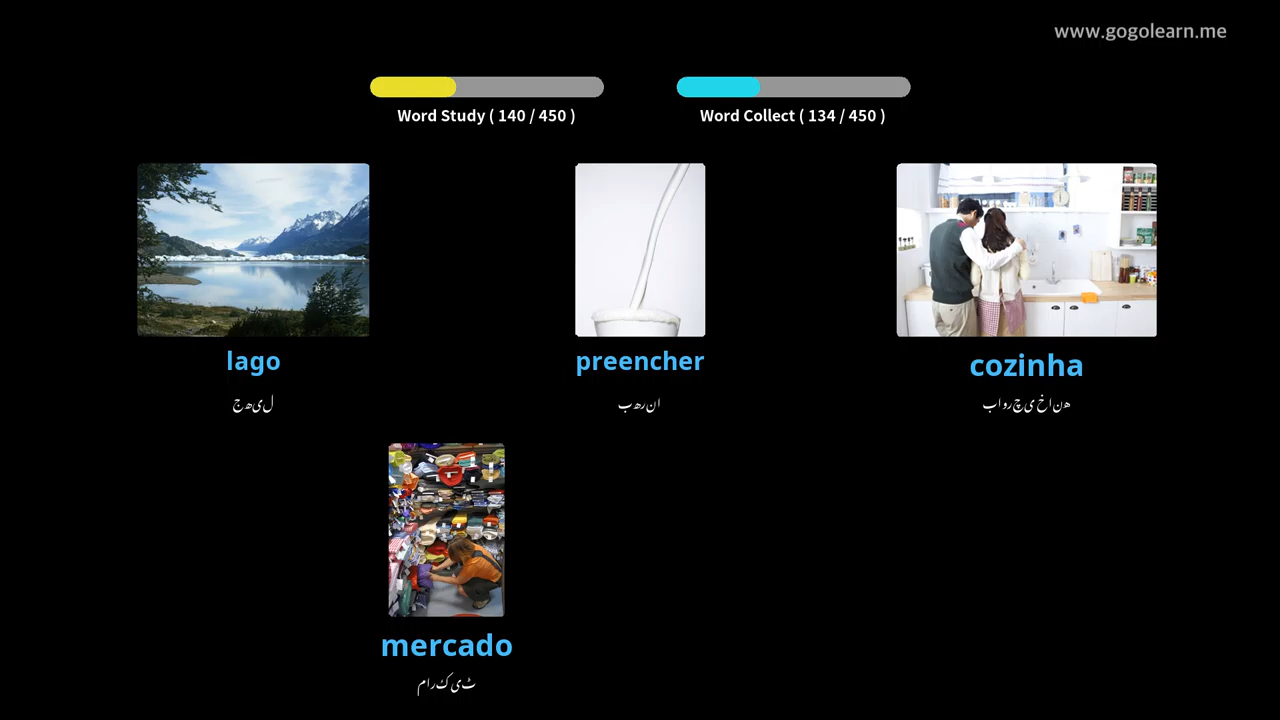 www.gogolearn.me
Word Study ( 140 / 450 )
Word Collect ( 134 / 450 )
lago
جھیل
preencher
بھرنا
cozinha
باورچی خانہ
mercado
مارکیٹ